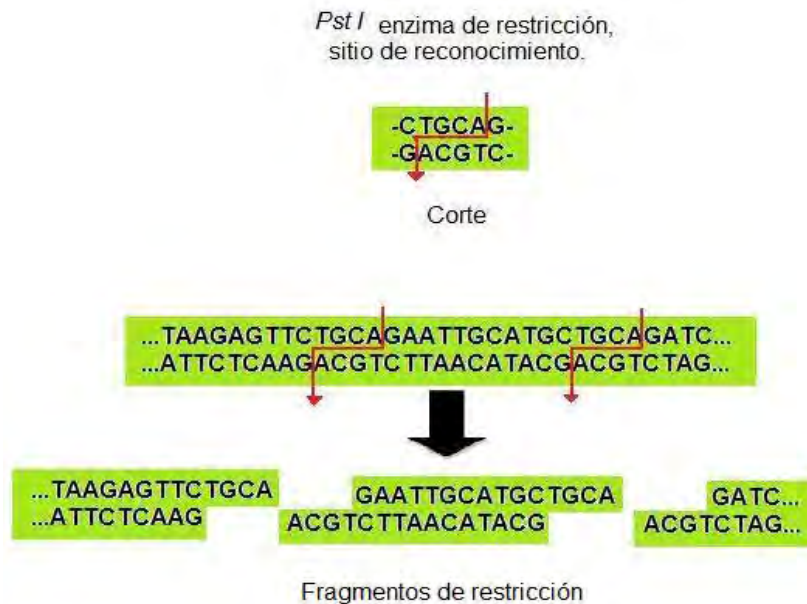 Pst I enzima de restricción,
sitio de reconocimiento.
-CTGCAG-
-GACGTC-
Corte
...TAAGAGTTCTGCAGAATTGCATGCTGCAGATC...
...ATTCTCAAGACGTCTTAACATACGACGTCTAG...
...TAAGAGTTCTGCA GAATTGCATGCTGCA GATC...
...ATTCTCAAG ACGTCTTAACATACG ACGTCTAG...
Fragmentos de restricción